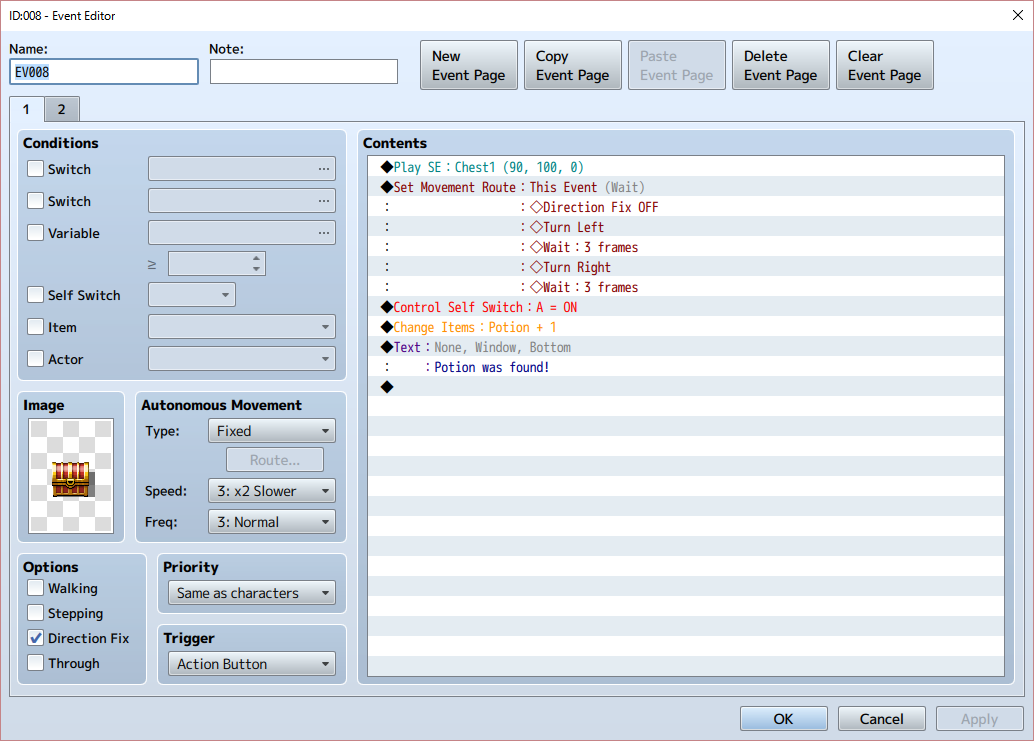 ID:008 - Event Editor
Name:
EV008
Note:
New
Event Page
Copy
Event Page
Paste
Event Page
Delete
Event Page
Clear
Event Page
1
2
Conditions
Switch
...
Switch
...
Variable
...
≥
Self Switch
Item
Actor
Image
Autonomous Movement
Type:
Fixed
Route...
Speed:
3: x2 Slower
Freq:
3: Normal
Options
Walking
Stepping
Direction Fix
Through
Priority
Same as characters
Trigger
Action Button
Contents
◆Play SE : Chest1 (90, 100, 0)
◆Set Movement Route : This Event (Wait)
: : ◇Direction Fix OFF
: : ◇Turn Left
: : ◇Wait : 3 frames
: : ◇Turn Right
: : ◇Wait : 3 frames
◆Control Self Switch : A = ON
◆Change Items : Potion + 1
◆Text : None, Window, Bottom
: : Potion was found!
◆
OK
Cancel
Apply